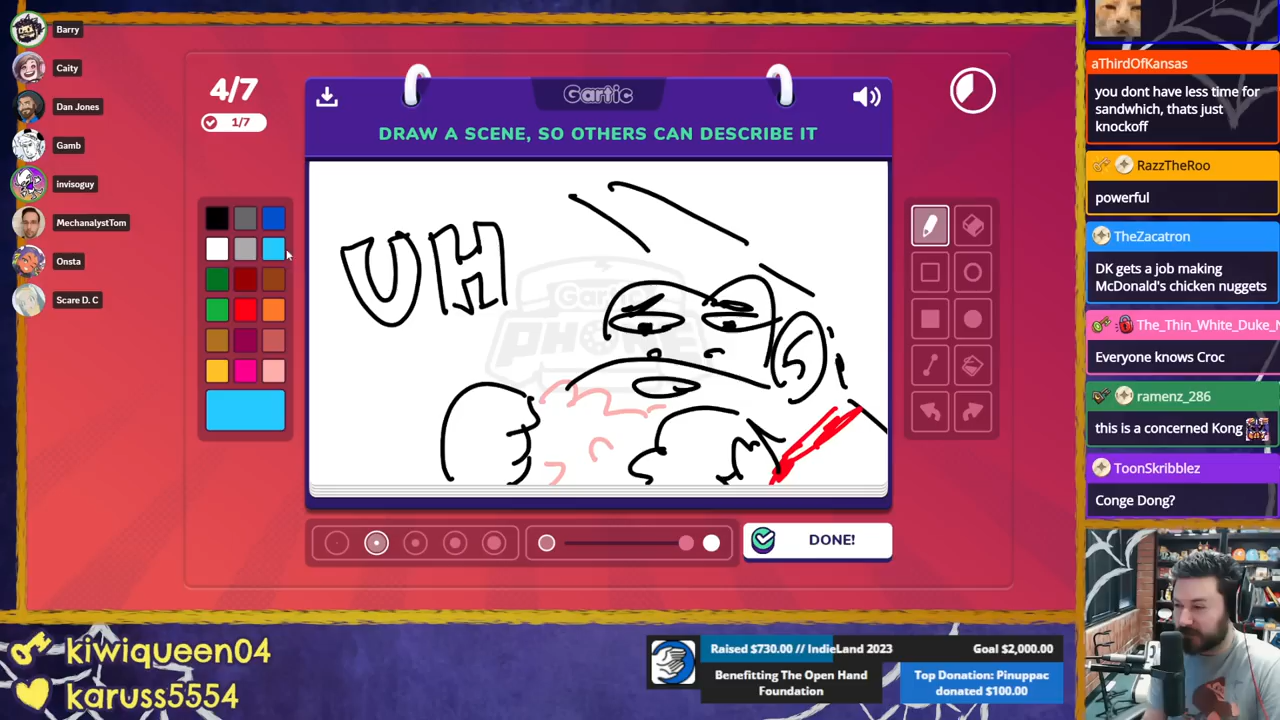 Barry
Caity
Dan Jones
Gamb
invisoguy
MechanalystTom
Onsta
Scare D. C
4/7
1/7
Gartic
DRAW A SCENE, SO OTHERS CAN DESCRIBE IT
UH
Gartic
PHONE
DONE!
aThirdOfKansas
you dont have less time for
sandwhich, thats just
knockoff
RazzTheRoo
powerful
TheZacatron
DK gets a job making
McDonald's chicken nuggets
The_Thin_White_Duke_
Everyone knows Croc
ramenz_286
this is a concerned Kong
ToonSkribblez
Conge Dong?
kiwiqueen04
karuss5554
Raised $730.00 // IndieLand 2023
Goal $2,000.00
Benefitting The Open Hand
Foundation
Top Donation: Pinuppac
donated $100.00